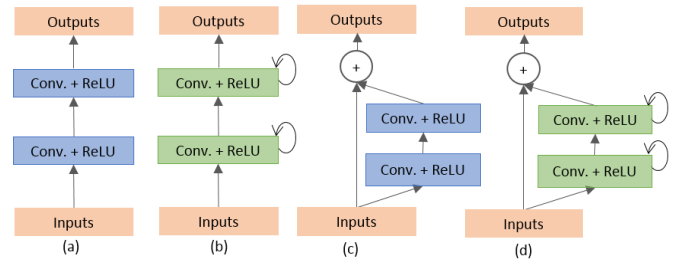 Outputs
Conv. + ReLU
Conv. + ReLU
Inputs
(a)
Outputs
Conv. + ReLU
Conv. + ReLU
Inputs
(b)
Outputs
+
Conv. + ReLU
Conv. + ReLU
Inputs
(c)
Outputs
+
Conv. + ReLU
Conv. + ReLU
Inputs
(d)